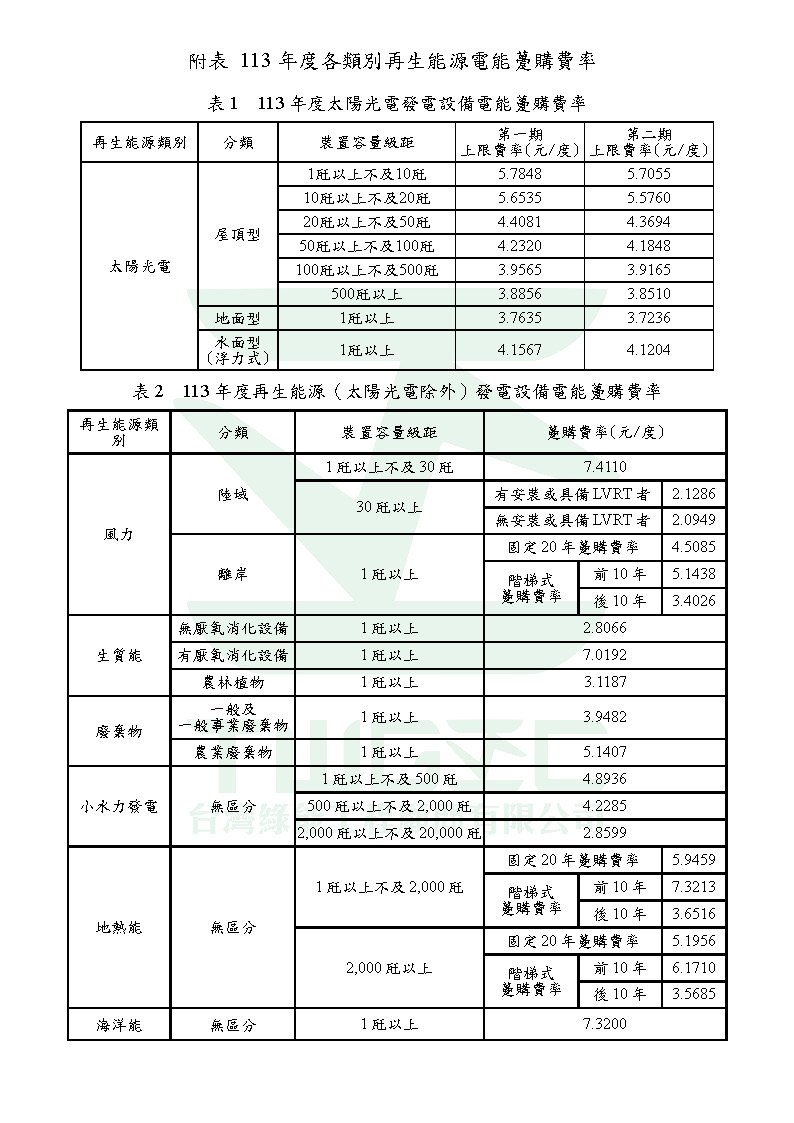 附表 113 年度各類別再生能源電能躉購費率
表 1 113 年度太陽光電發電設備電能躉購費率
再生能源類別 分類 裝置容量級距 第一期 上限費率(元/度) 第二期 上限費率(元/度)
太陽光電 屋頂型 1瓩以上不及10瓩 5.7848 5.7055
10瓩以上不及20瓩 5.6535 5.5760
20瓩以上不及50瓩 4.4081 4.3694
50瓩以上不及100瓩 4.2320 4.1848
100瓩以上不及500瓩 3.9565 3.9165
500瓩以上 3.8856 3.8510
地面型 1瓩以上 3.7635 3.7236
水面型 (浮力式) 1瓩以上 4.1567 4.1204
表 2 113 年度再生能源（太陽光電除外）發電設備電能躉購費率
再生能源類別 分類 裝置容量級距 躉購費率(元/度)
風力 陸域 1 瓩以上不及 30 瓩 7.4110
30 瓩以上 有安裝或具備 LVRT 者 2.1286
無安裝或具備 LVRT 者 2.0949
離岸 1 瓩以上 固定 20 年躉購費率 4.5085
階梯式 躉購費率 前 10 年 5.1438
後 10 年 3.4026
生質能 無厭氧消化設備 1 瓩以上 2.8066
有厭氧消化設備 1 瓩以上 7.0192
農林植物 1 瓩以上 3.1187
廢棄物 一般及 一般事業廢棄物 1 瓩以上 3.9482
農業廢棄物 1 瓩以上 5.1407
小水力發電 無區分 1 瓩以上不及 500 瓩 4.8936
500 瓩以上不及 2,000 瓩 4.2285
2,000 瓩以上不及 20,000 瓩 2.8599
地熱能 無區分 1 瓩以上不及 2,000 瓩 固定 20 年躉購費率 5.9459
階梯式 躉購費率 前 10 年 7.3213
後 10 年 3.6516
2,000 瓩以上 固定 20 年躉購費率 5.1956
階梯式 躉購費率 前 10 年 6.1710
後 10 年 3.5685
海洋能 無區分 1 瓩以上 7.3200